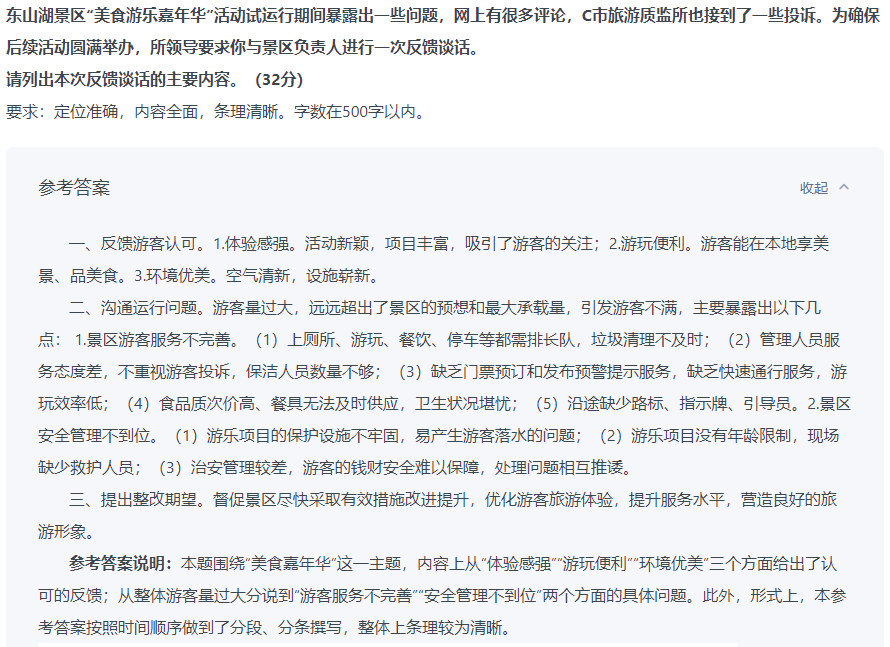 东山湖景区“美食游乐嘉年华”活动试运行期间暴露出一些问题，网上有很多评论，C市旅游质监所也接到了一些投诉。为确保
后续活动圆满举办，所领导要求你与景区负责人进行一次反馈谈话。
请列出本次反馈谈话的主要内容。（32分）
要求：定位准确，内容全面，条理清晰。字数在500字以内。
参考答案
收起
一、反馈游客认可。1.体验感强。活动新颖，项目丰富，吸引了游客的关注；2.游玩便利。游客能在本地享美
景、品美食。3.环境优美。空气清新，设施崭新。
二、沟通运行问题。游客量过大，远远超出了景区的预想和最大承载量，引发游客不满，主要暴露出以下几
点： 1.景区游客服务不完善。（1）上厕所、游玩、餐饮、停车等都需排长队，垃圾清理不及时；（2）管理人员服
务态度差，不重视游客投诉，保洁人员数量不够；（3）缺乏门票预订和发布预警提示服务，缺乏快速通行服务，游
玩效率低；（4）食品质次价高、餐具无法及时供应，卫生状况堪忧；（5）沿途缺少路标、指示牌、引导员。2.景区
安全管理不到位。（1）游乐项目的保护设施不牢固，易产生游客落水的问题；（2）游乐项目没有年龄限制，现场
缺少救护人员；（3）治安管理较差，游客的钱财安全难以保障，处理问题相互推诿。
三、提出整改期望。督促景区尽快采取有效措施改进提升，优化游客旅游体验，提升服务水平，营造良好的旅
游形象。
参考答案说明：本题围绕“美食嘉年华”这一主题，内容上从“体验感强”“游玩便利”“环境优美”三个方面给出了认
可的反馈；从整体游客量过大分说到“游客服务不完善”“安全管理不到位”两个方面的具体问题。此外，形式上，本参
考答案按照时间顺序做到了分段、分条撰写，整体上条理较为清晰。